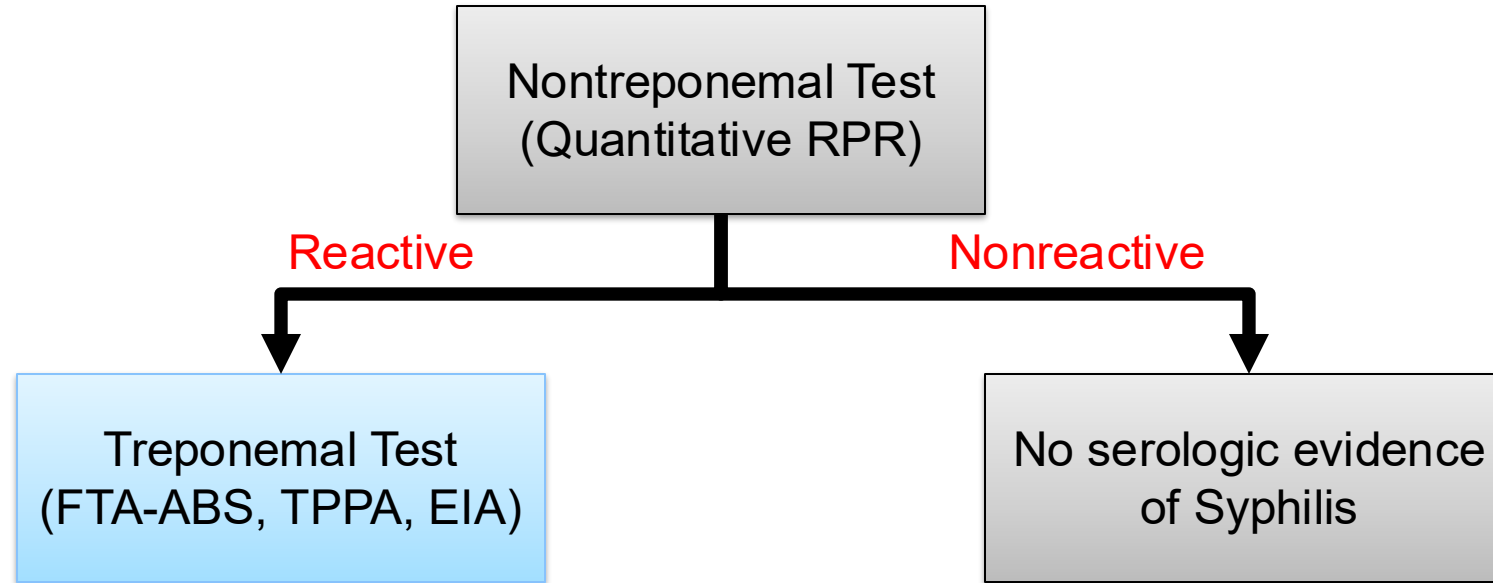 Nontreponemal Test
(Quantitative RPR)
Reactive
Nonreactive
Treponemal Test
(FTA-ABS, TPPA, EIA)
No serologic evidence
of Syphilis